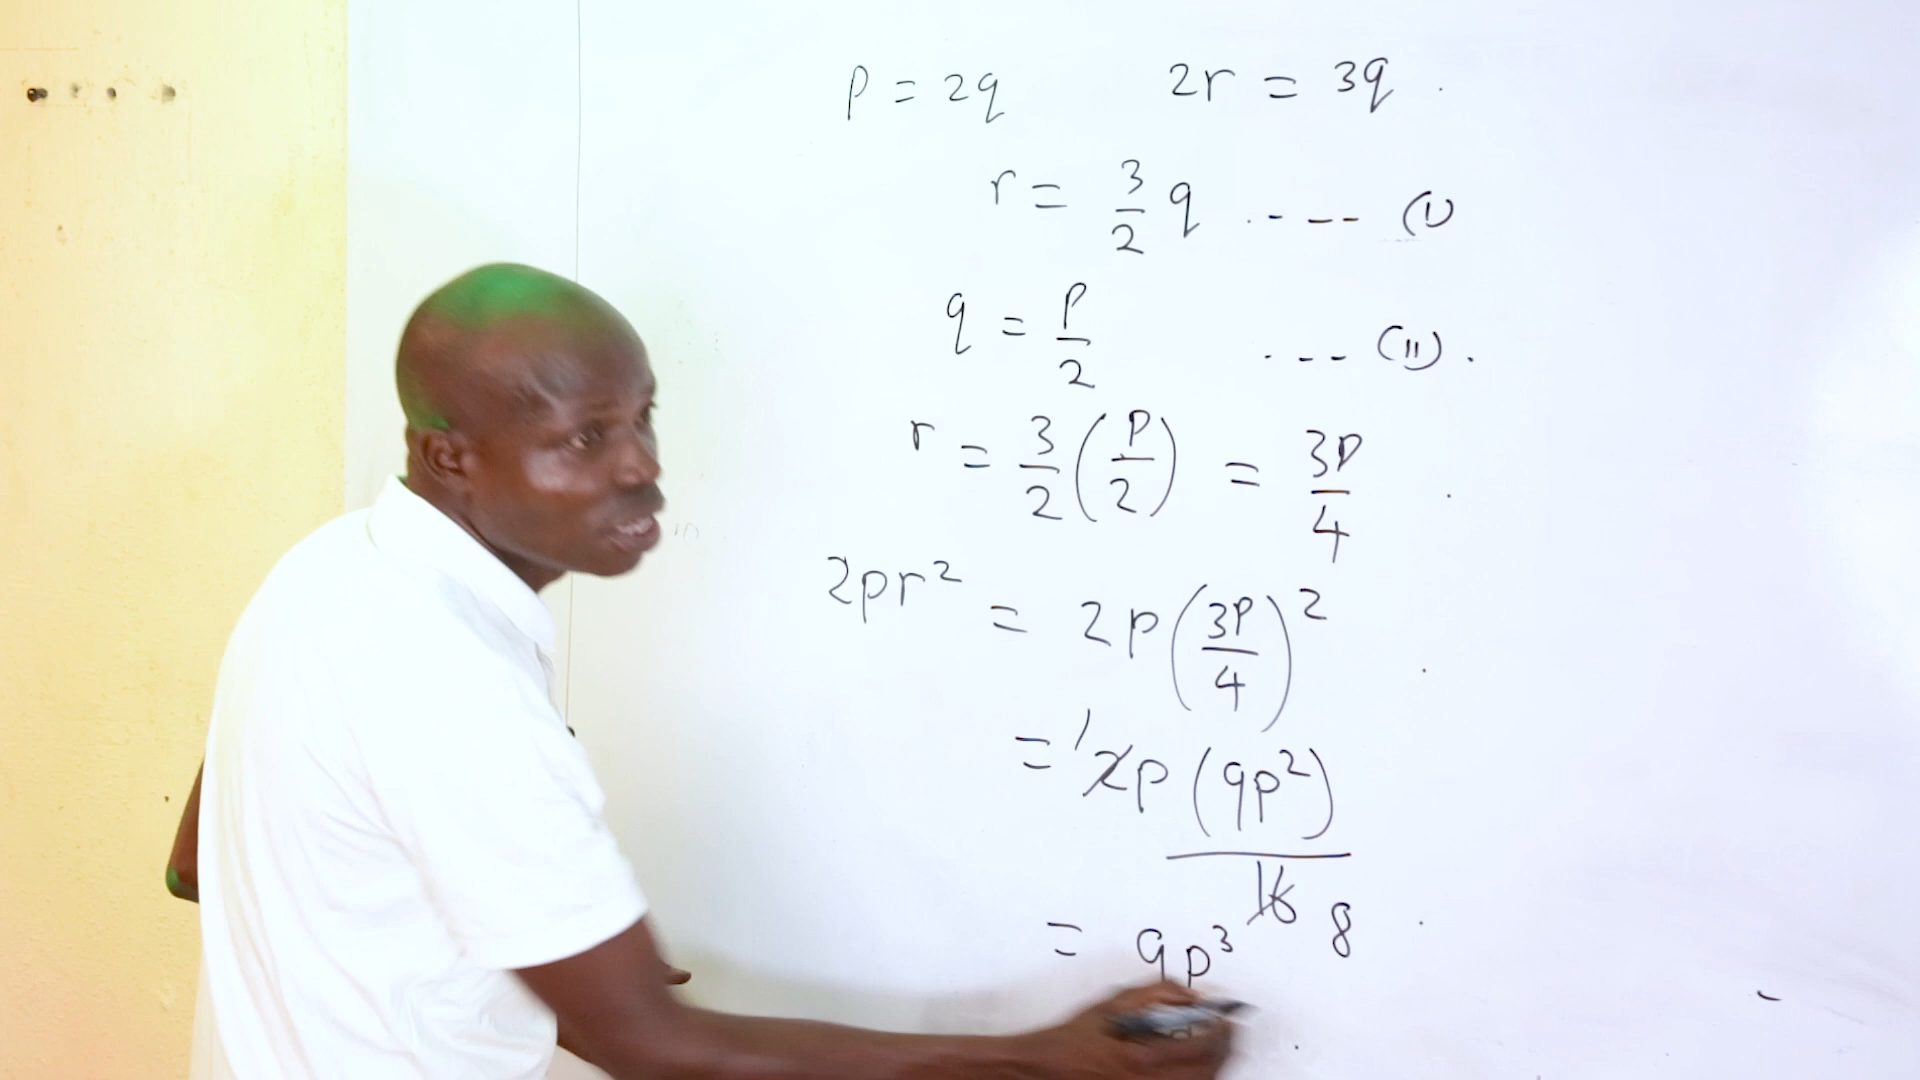 p = 2q 2r = 3q .
r = 3/2 q .---- (I)
q = p/2 .--- (II).
r = 3/2 (p/2) = 3p/4 .
2pr² = 2p(3p/4)² .
= 1 2p (9p²)/16 8
= 9p³ .